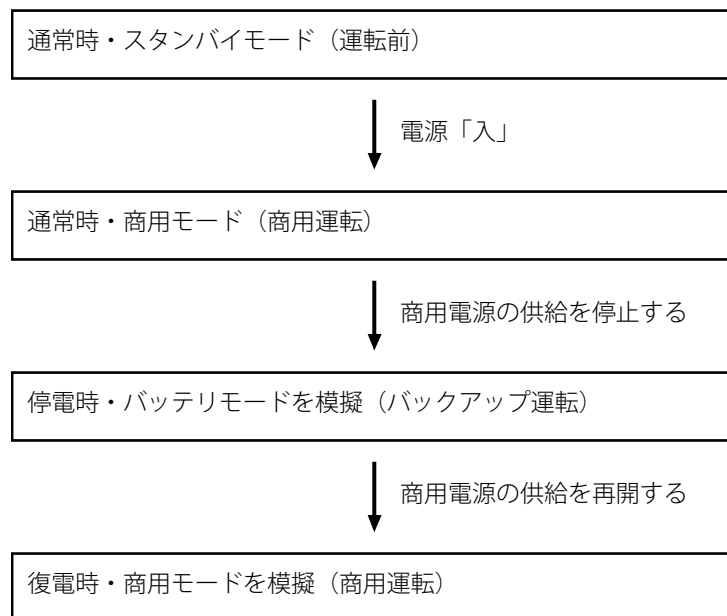 通常時・スタンバイモード（運転前）
電源「入」
通常時・商用モード（商用運転）
商用電源の供給を停止する
停電時・バッテリモードを模擬（バックアップ運転）
商用電源の供給を再開する
復電時・商用モードを模擬（商用運転）